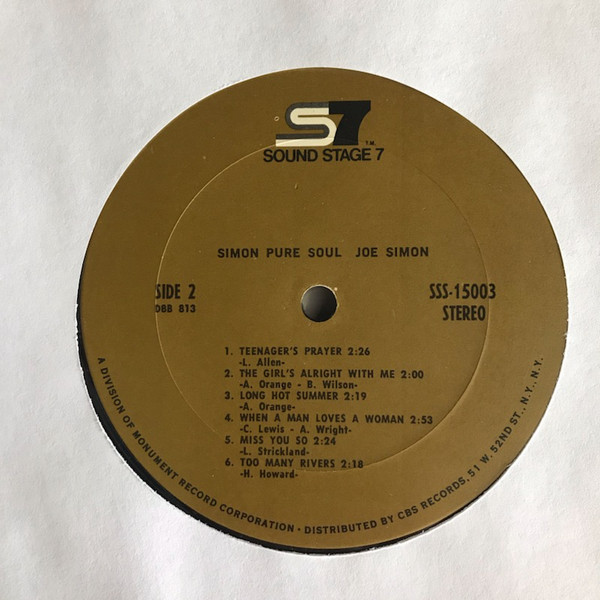 S7
T.M.
SOUND STAGE 7
SIMON PURE SOUL JOE SIMON
SIDE 2
DBB 813
SSS-15003
STEREO
1. TEENAGER'S PRAYER 2:26
-L. Allen-
2. THE GIRL'S ALRIGHT WITH ME 2:00
-A. Orange - B. Wilson-
3. LONG HOT SUMMER 2:19
-A. Orange-
4. WHEN A MAN LOVES A WOMAN 2:53
-C. Lewis - A. Wright-
5. MISS YOU SO 2:24
-L. Strickland-
6. TOO MANY RIVERS 2:18
-H. Howard-
A DIVISION OF MONUMENT RECORD CORPORATION • DISTRIBUTED BY CBS RECORDS, 51 W. 52ND ST., N.Y., N.Y.